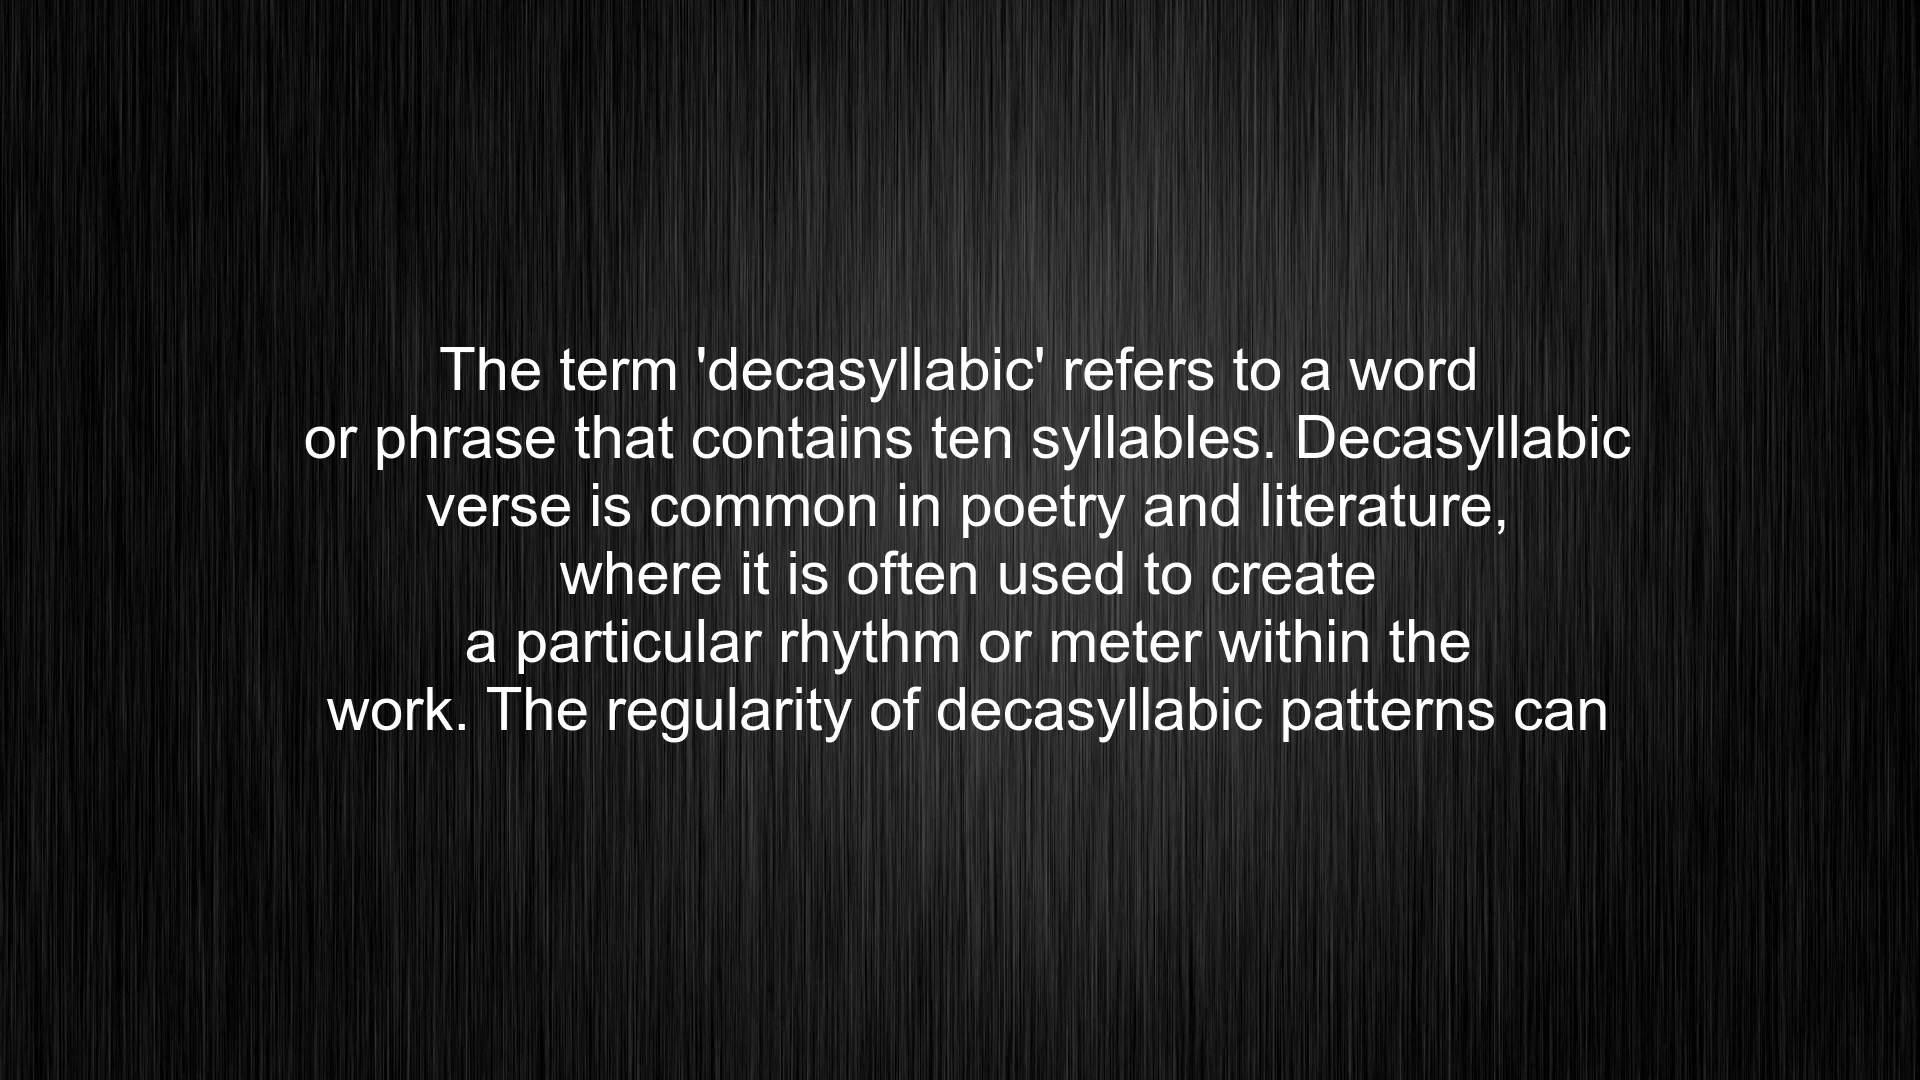 The term 'decasyllabic' refers to a word
or phrase that contains ten syllables. Decasyllabic
verse is common in poetry and literature,
where it is often used to create
a particular rhythm or meter within the
work. The regularity of decasyllabic patterns can